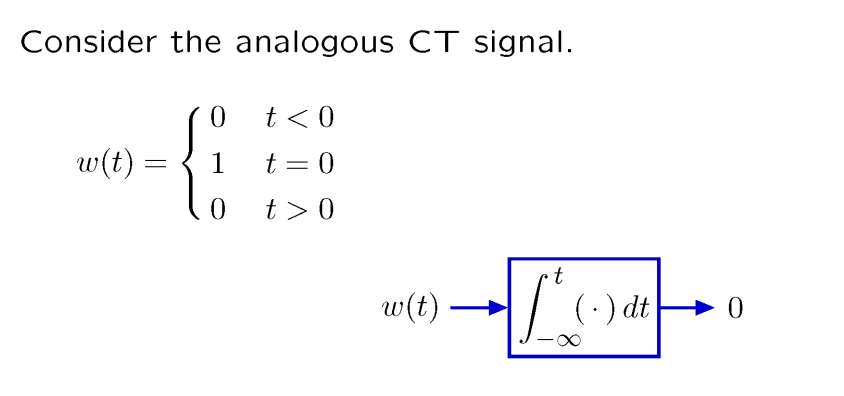 Consider the analogous CT signal.
w(t) = { 0 t < 0
1 t = 0
0 t > 0
w(t) ∫_{-∞}^{t} ( · ) dt 0